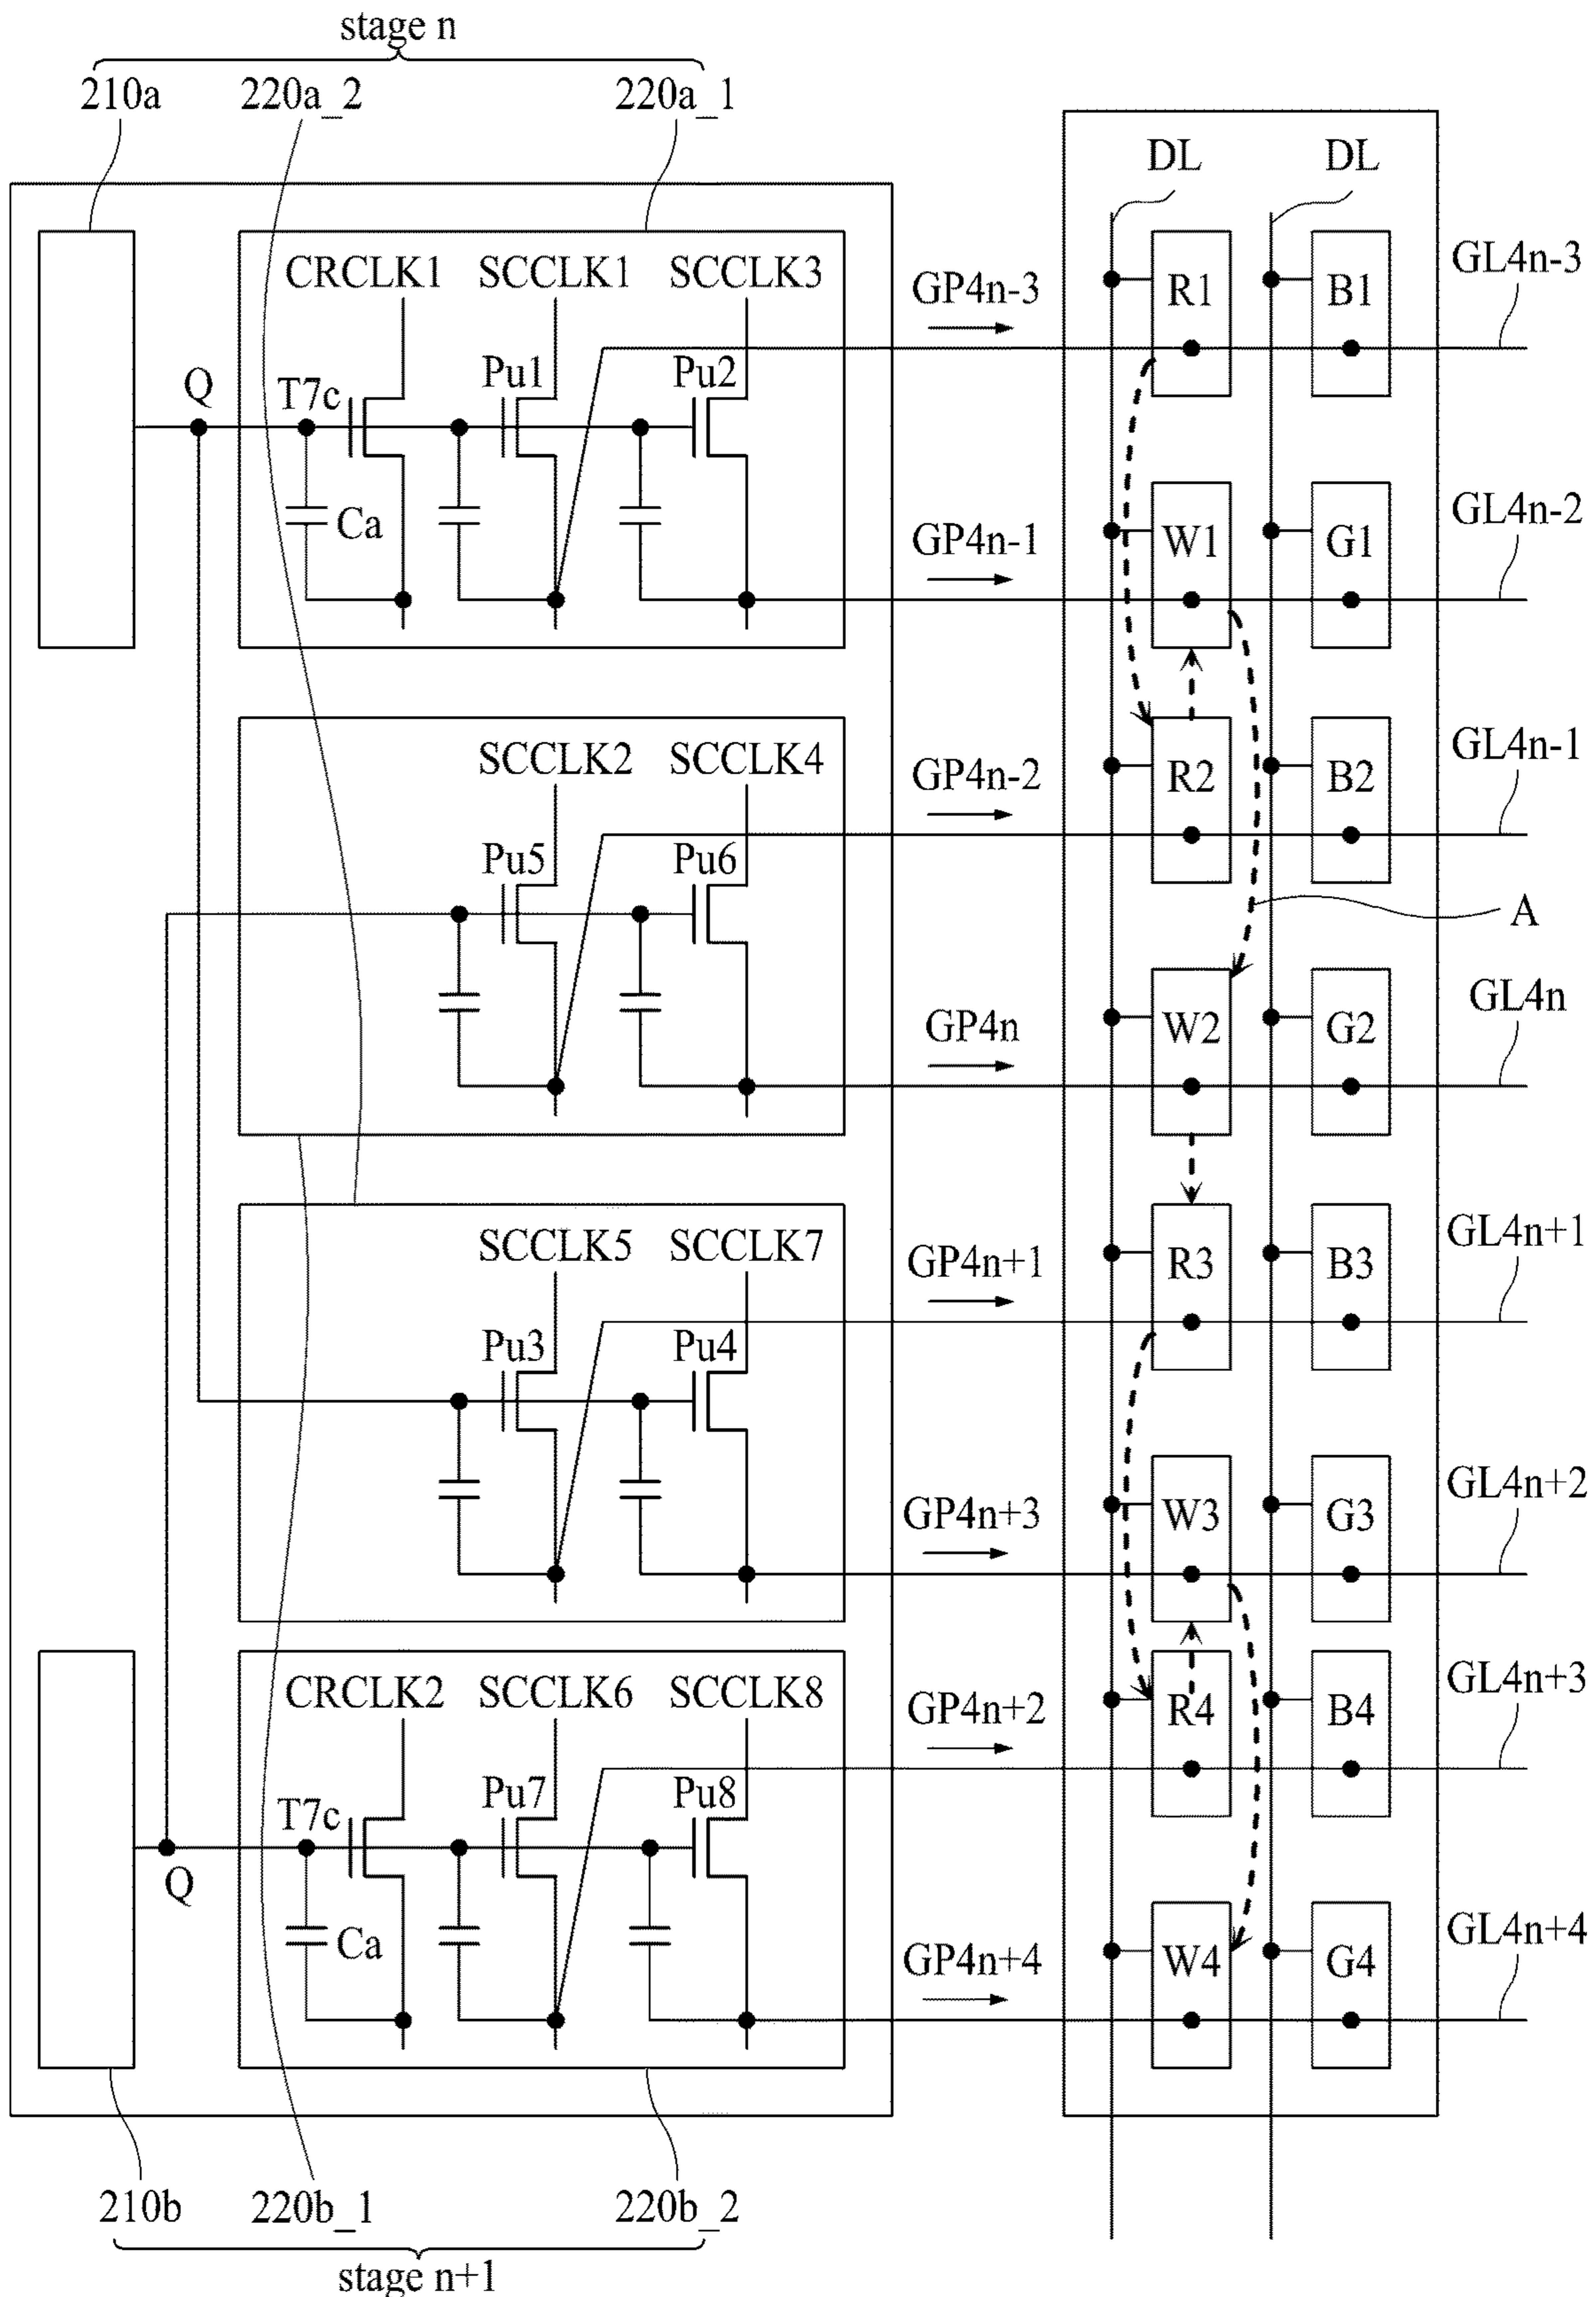 stage n
210a 220a_2 220a_1
DL DL
CRCLK1 SCCLK1 SCCLK3 GP4n-3 R1 B1 GL4n-3
Q T7c Pu1 Pu2
Ca GP4n-1 W1 G1 GL4n-2
SCCLK2 SCCLK4 GP4n-2 R2 B2 GL4n-1
Pu5 Pu6 A
GP4n W2 G2 GL4n
SCCLK5 SCCLK7 GP4n+1 R3 B3 GL4n+1
Pu3 Pu4
GP4n+3 W3 G3 GL4n+2
CRCLK2 SCCLK6 SCCLK8 GP4n+2 R4 B4 GL4n+3
T7c Pu7 Pu8
Q Ca GP4n+4 W4 G4 GL4n+4
210b 220b_1 220b_2
stage n+1